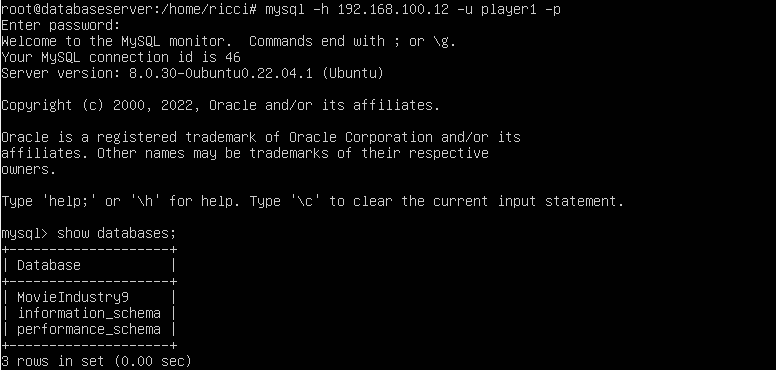 root@databaseserver:/home/ricci# mysql -h 192.168.100.12 -u player1 -p
Enter password:
Welcome to the MySQL monitor.  Commands end with ; or \g.
Your MySQL connection id is 46
Server version: 8.0.30-0ubuntu0.22.04.1 (Ubuntu)
Copyright (c) 2000, 2022, Oracle and/or its affiliates.
Oracle is a registered trademark of Oracle Corporation and/or its
affiliates. Other names may be trademarks of their respective
owners.
Type 'help;' or '\h' for help. Type '\c' to clear the current input statement.
mysql> show databases;
+--------------------+
| Database           |
+--------------------+
| MovieIndustry9     |
| information_schema |
| performance_schema |
+--------------------+
3 rows in set (0.00 sec)